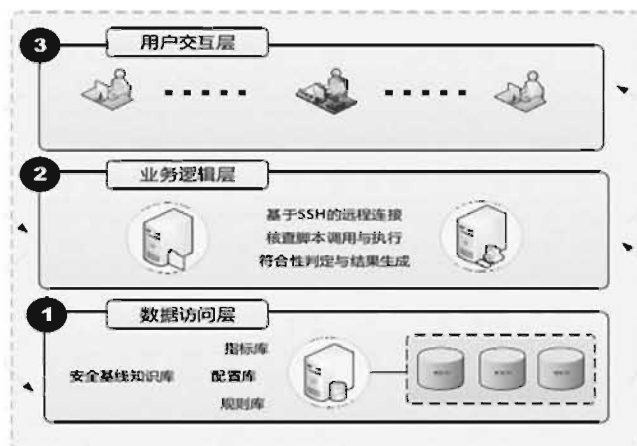 3
用户交互层
2
业务逻辑层
基于SSH的远程连接
核查脚本调用与执行
符合性判定与结果生成
1
数据访问层
指标库
安全基线知识库
配置库
规则库